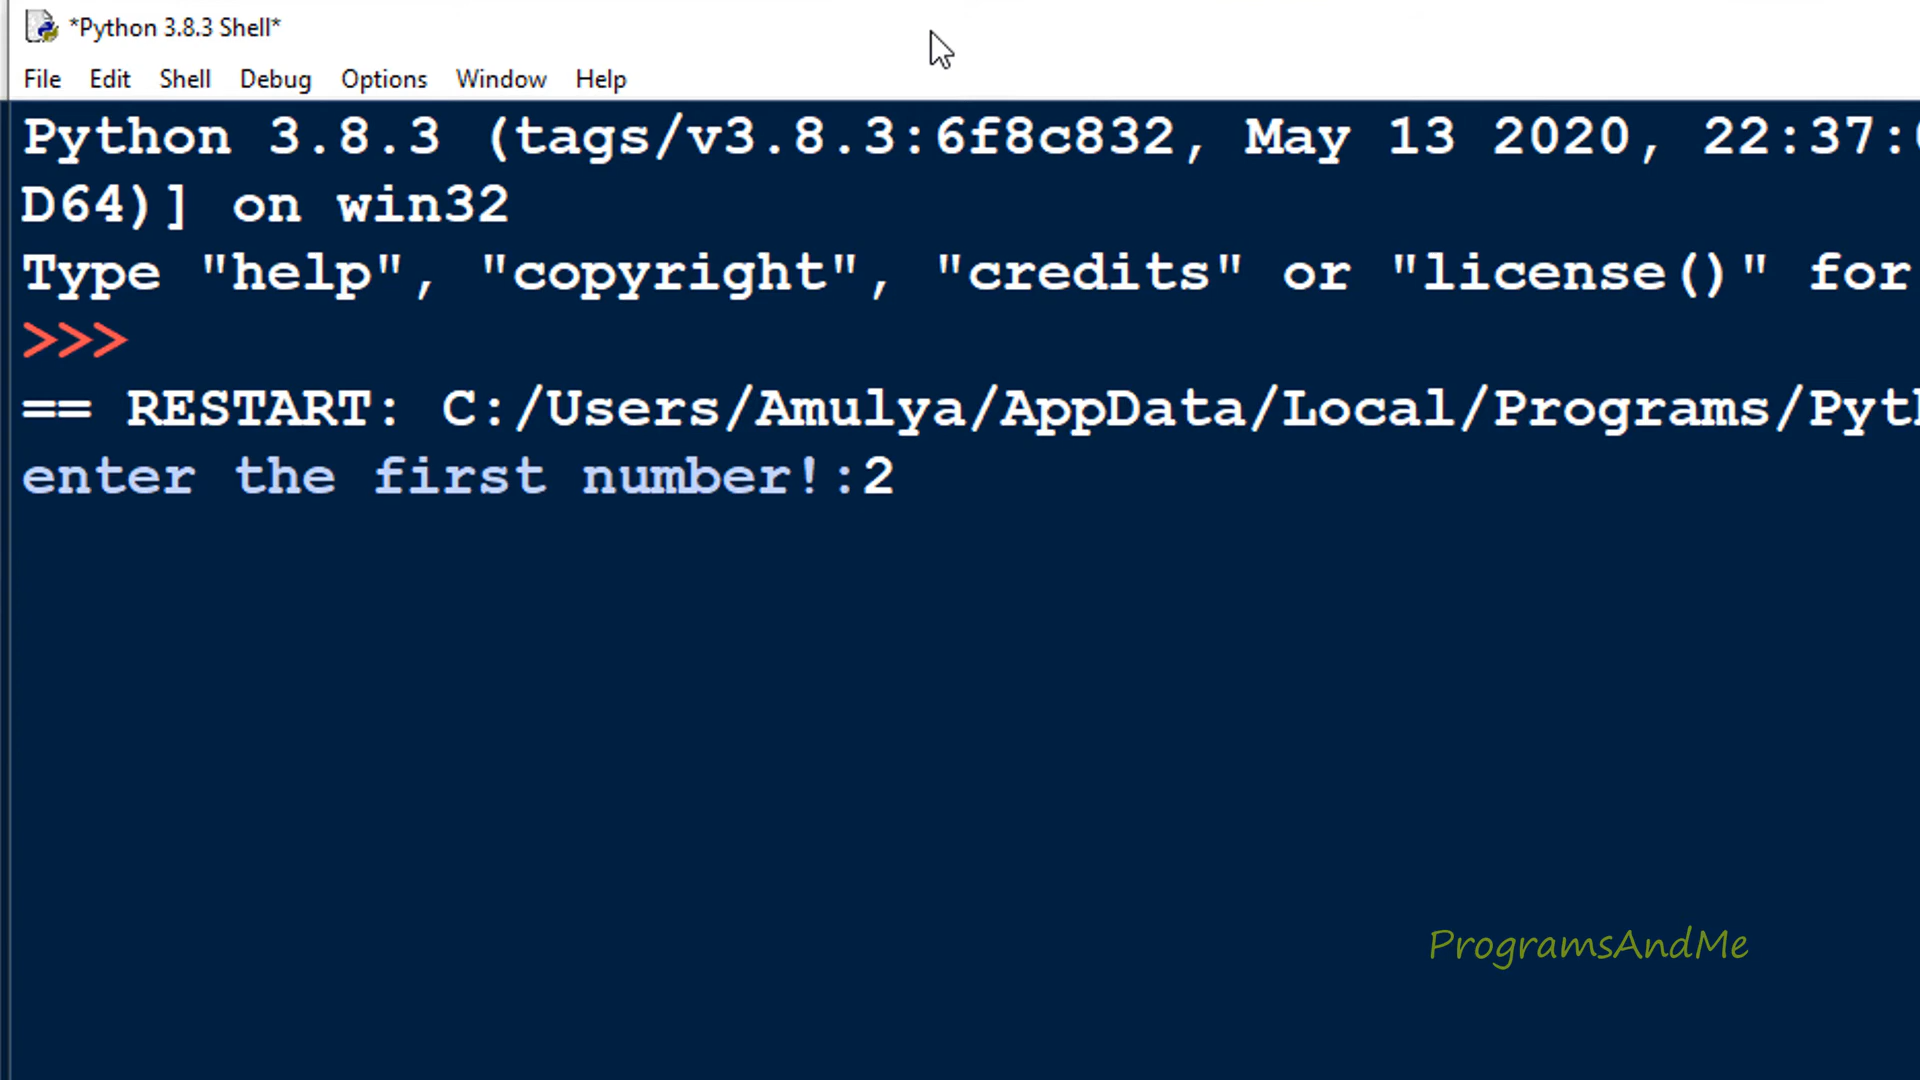 *Python 3.8.3 Shell*
File Edit Shell Debug Options Window Help
Python 3.8.3 (tags/v3.8.3:6f8c832, May 13 2020, 22:37:
D64)] on win32
Type "help", "copyright", "credits" or "license()" for
>>>
== RESTART: C:/Users/Amulya/AppData/Local/Programs/Pyt
enter the first number!:2
ProgramsAndMe